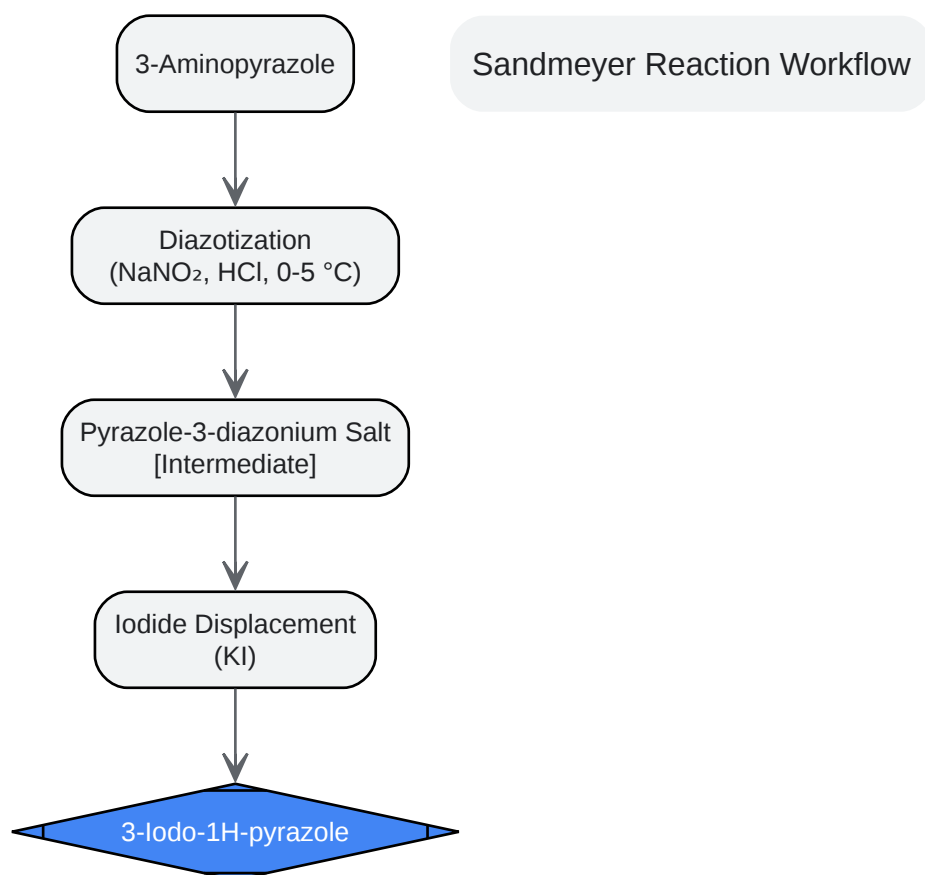 3-Aminopyrazole
Sandmeyer Reaction Workflow
Diazotization
(NaNO₂, HCl, 0-5 °C)
Pyrazole-3-diazonium Salt
[Intermediate]
Iodide Displacement
(KI)
3-Iodo-1H-pyrazole